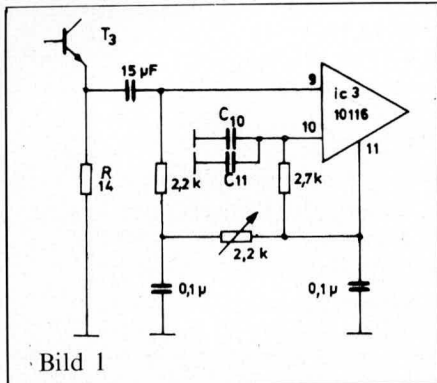 T3
15 µF
9
ic 3
10116
C10
10
11
C11
R
14
2,2 k
2,7k
2,2 k
0,1 µ
0,1 µ
Bild 1